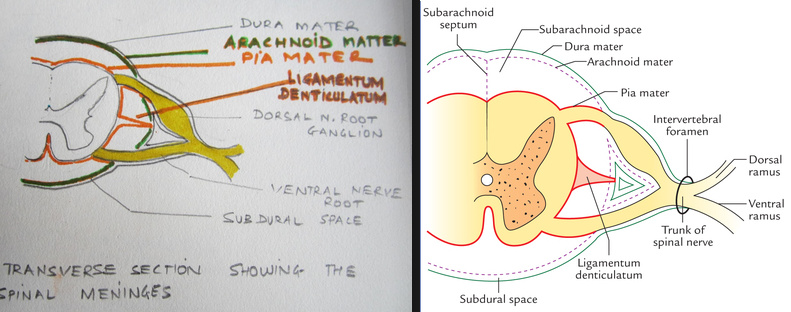 DURA MATER
ARACHNOID MATTER
PIA MATER
LIGAMENTUM
DENTICULATUM
DORSAL N. ROOT
GANGLION
VENTRAL NERVE
ROOT
SUBDURAL SPACE
TRANSVERSE SECTION SHOWING THE
SPINAL MENINGES
Subarachnoid
septum
Subarachnoid space
Dura mater
Arachnoid mater
Pia mater
Intervertebral
foramen
Dorsal
ramus
Ventral
ramus
Trunk of
spinal nerve
Ligamentum
denticulatum
Subdural space